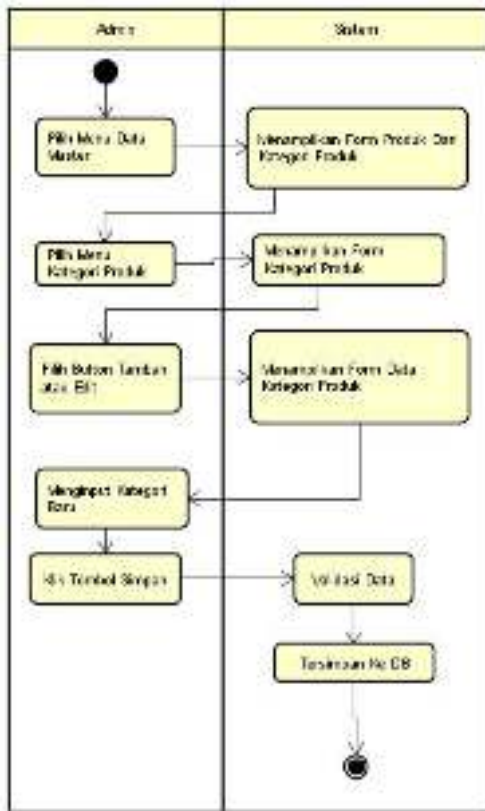 Admin
Sistem
Pilih Menu Data
Master
Menampilkan Form Produk Dan
Kategori Produk
Pilih Menu
Kategori Produk
Menampilkan Form
Kategori Produk
Pilih Button Tambah
atau Edit
Menampilkan Form Data
Kategori Produk
Menginput Kategori
Baru
Klik Tombol Simpan
Validasi Data
Tersimpan Ke DB